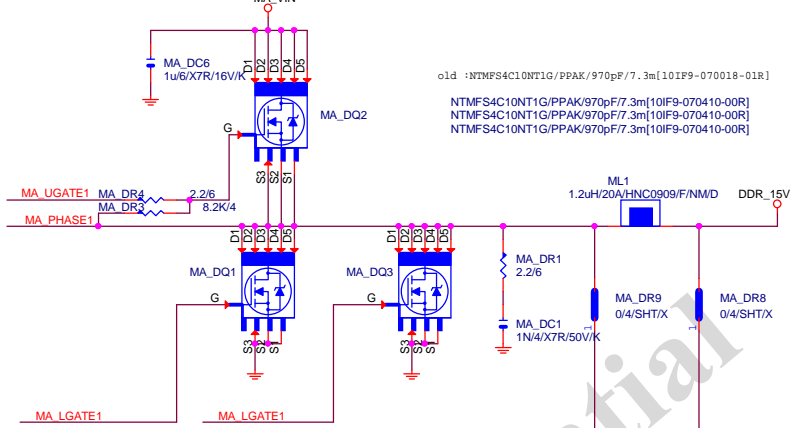 MA_VIN
MA_DC6
1u/6/X7R/16V/K
D1
D2
D3
D4
D5
MA_DQ2
G
S3
S2
S1
old :NTMFS4C10NT1G/PPAK/970pF/7.3m[10IF9-070018-01R]
NTMFS4C10NT1G/PPAK/970pF/7.3m[10IF9-070410-00R]
NTMFS4C10NT1G/PPAK/970pF/7.3m[10IF9-070410-00R]
NTMFS4C10NT1G/PPAK/970pF/7.3m[10IF9-070410-00R]
MA_UGATE1
MA_DR4
2.2/6
MA_DR3
8.2K/4
MA_PHASE1
ML1
1.2uH/20A/HNC0909/F/NM/D
DDR_15V
D1
D2
D3
D4
D5
MA_DQ1
G
S3
S2
S1
D1
D2
D3
D4
D5
MA_DQ3
G
S3
S2
S1
MA_DR1
2.2/6
MA_DC1
1N/4/X7R/50V/K
MA_DR9
0/4/SHT/X
1
MA_DR8
0/4/SHT/X
1
MA_LGATE1
MA_LGATE1
tial